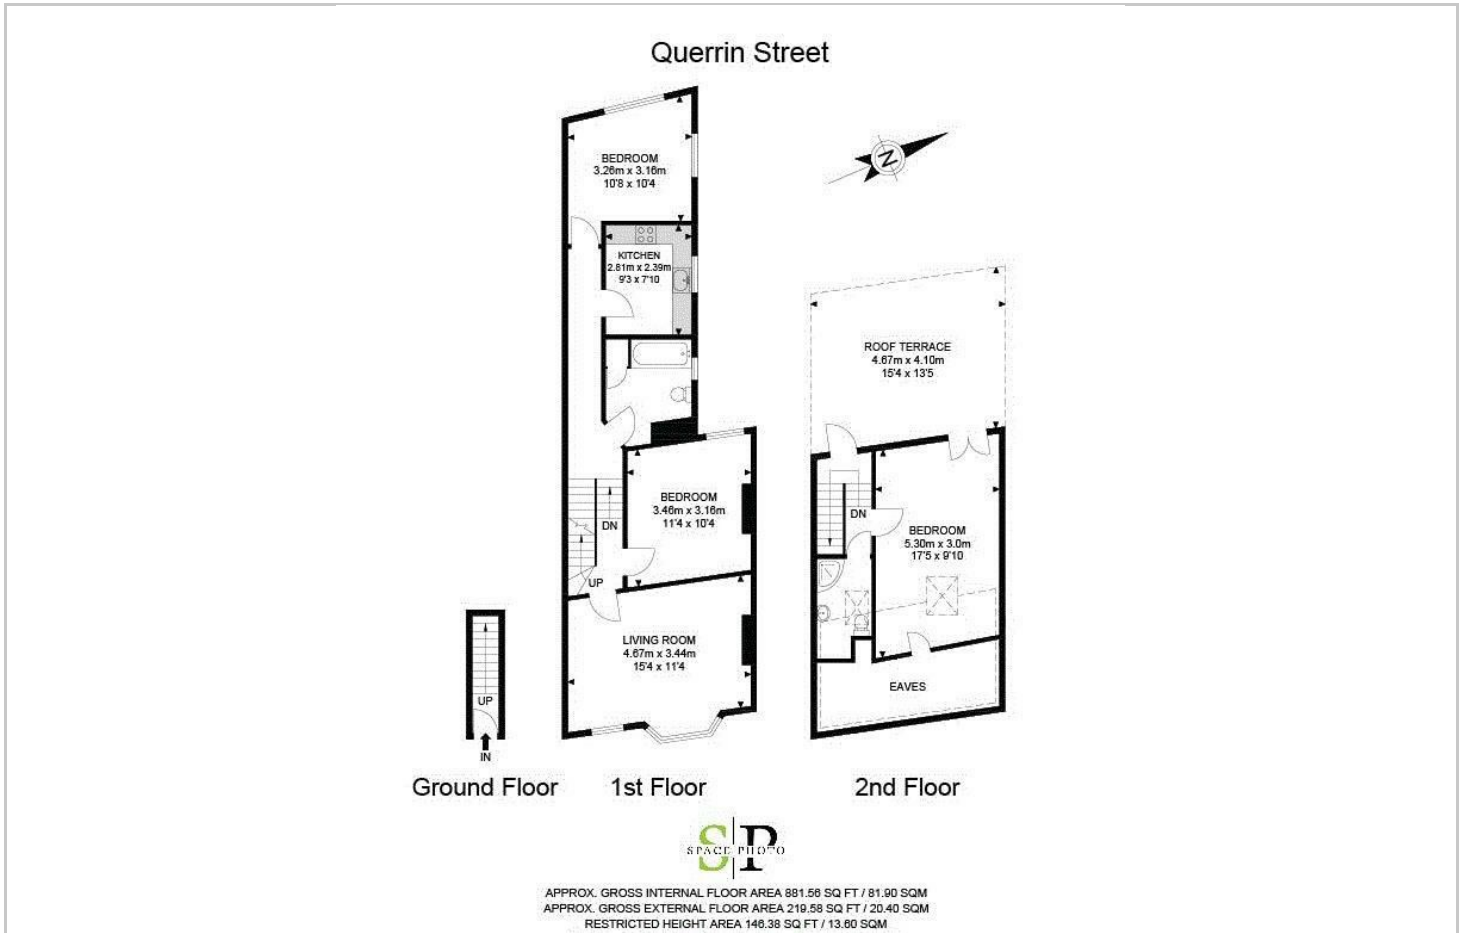 Querrin Street
BEDROOM
3.26m x 3.16m
10'8 x 10'4
N
KITCHEN
2.81m x 2.39m
9'3 x 7'10
ROOF TERRACE
4.67m x 4.10m
15'4 x 13'5
BEDROOM
3.46m x 3.16m
11'4 x 10'4
DN
UP
DN
BEDROOM
5.30m x 3.0m
17'5 x 9'10
LIVING ROOM
4.67m x 3.44m
15'4 x 11'4
EAVES
UP
IN
Ground Floor
1st Floor
2nd Floor
SP
SPACE PHOTO
APPROX. GROSS INTERNAL FLOOR AREA 881.56 SQ FT / 81.90 SQM
APPROX. GROSS EXTERNAL FLOOR AREA 219.58 SQ FT / 20.40 SQM
RESTRICTED HEIGHT AREA 146.38 SQ FT / 13.60 SQM